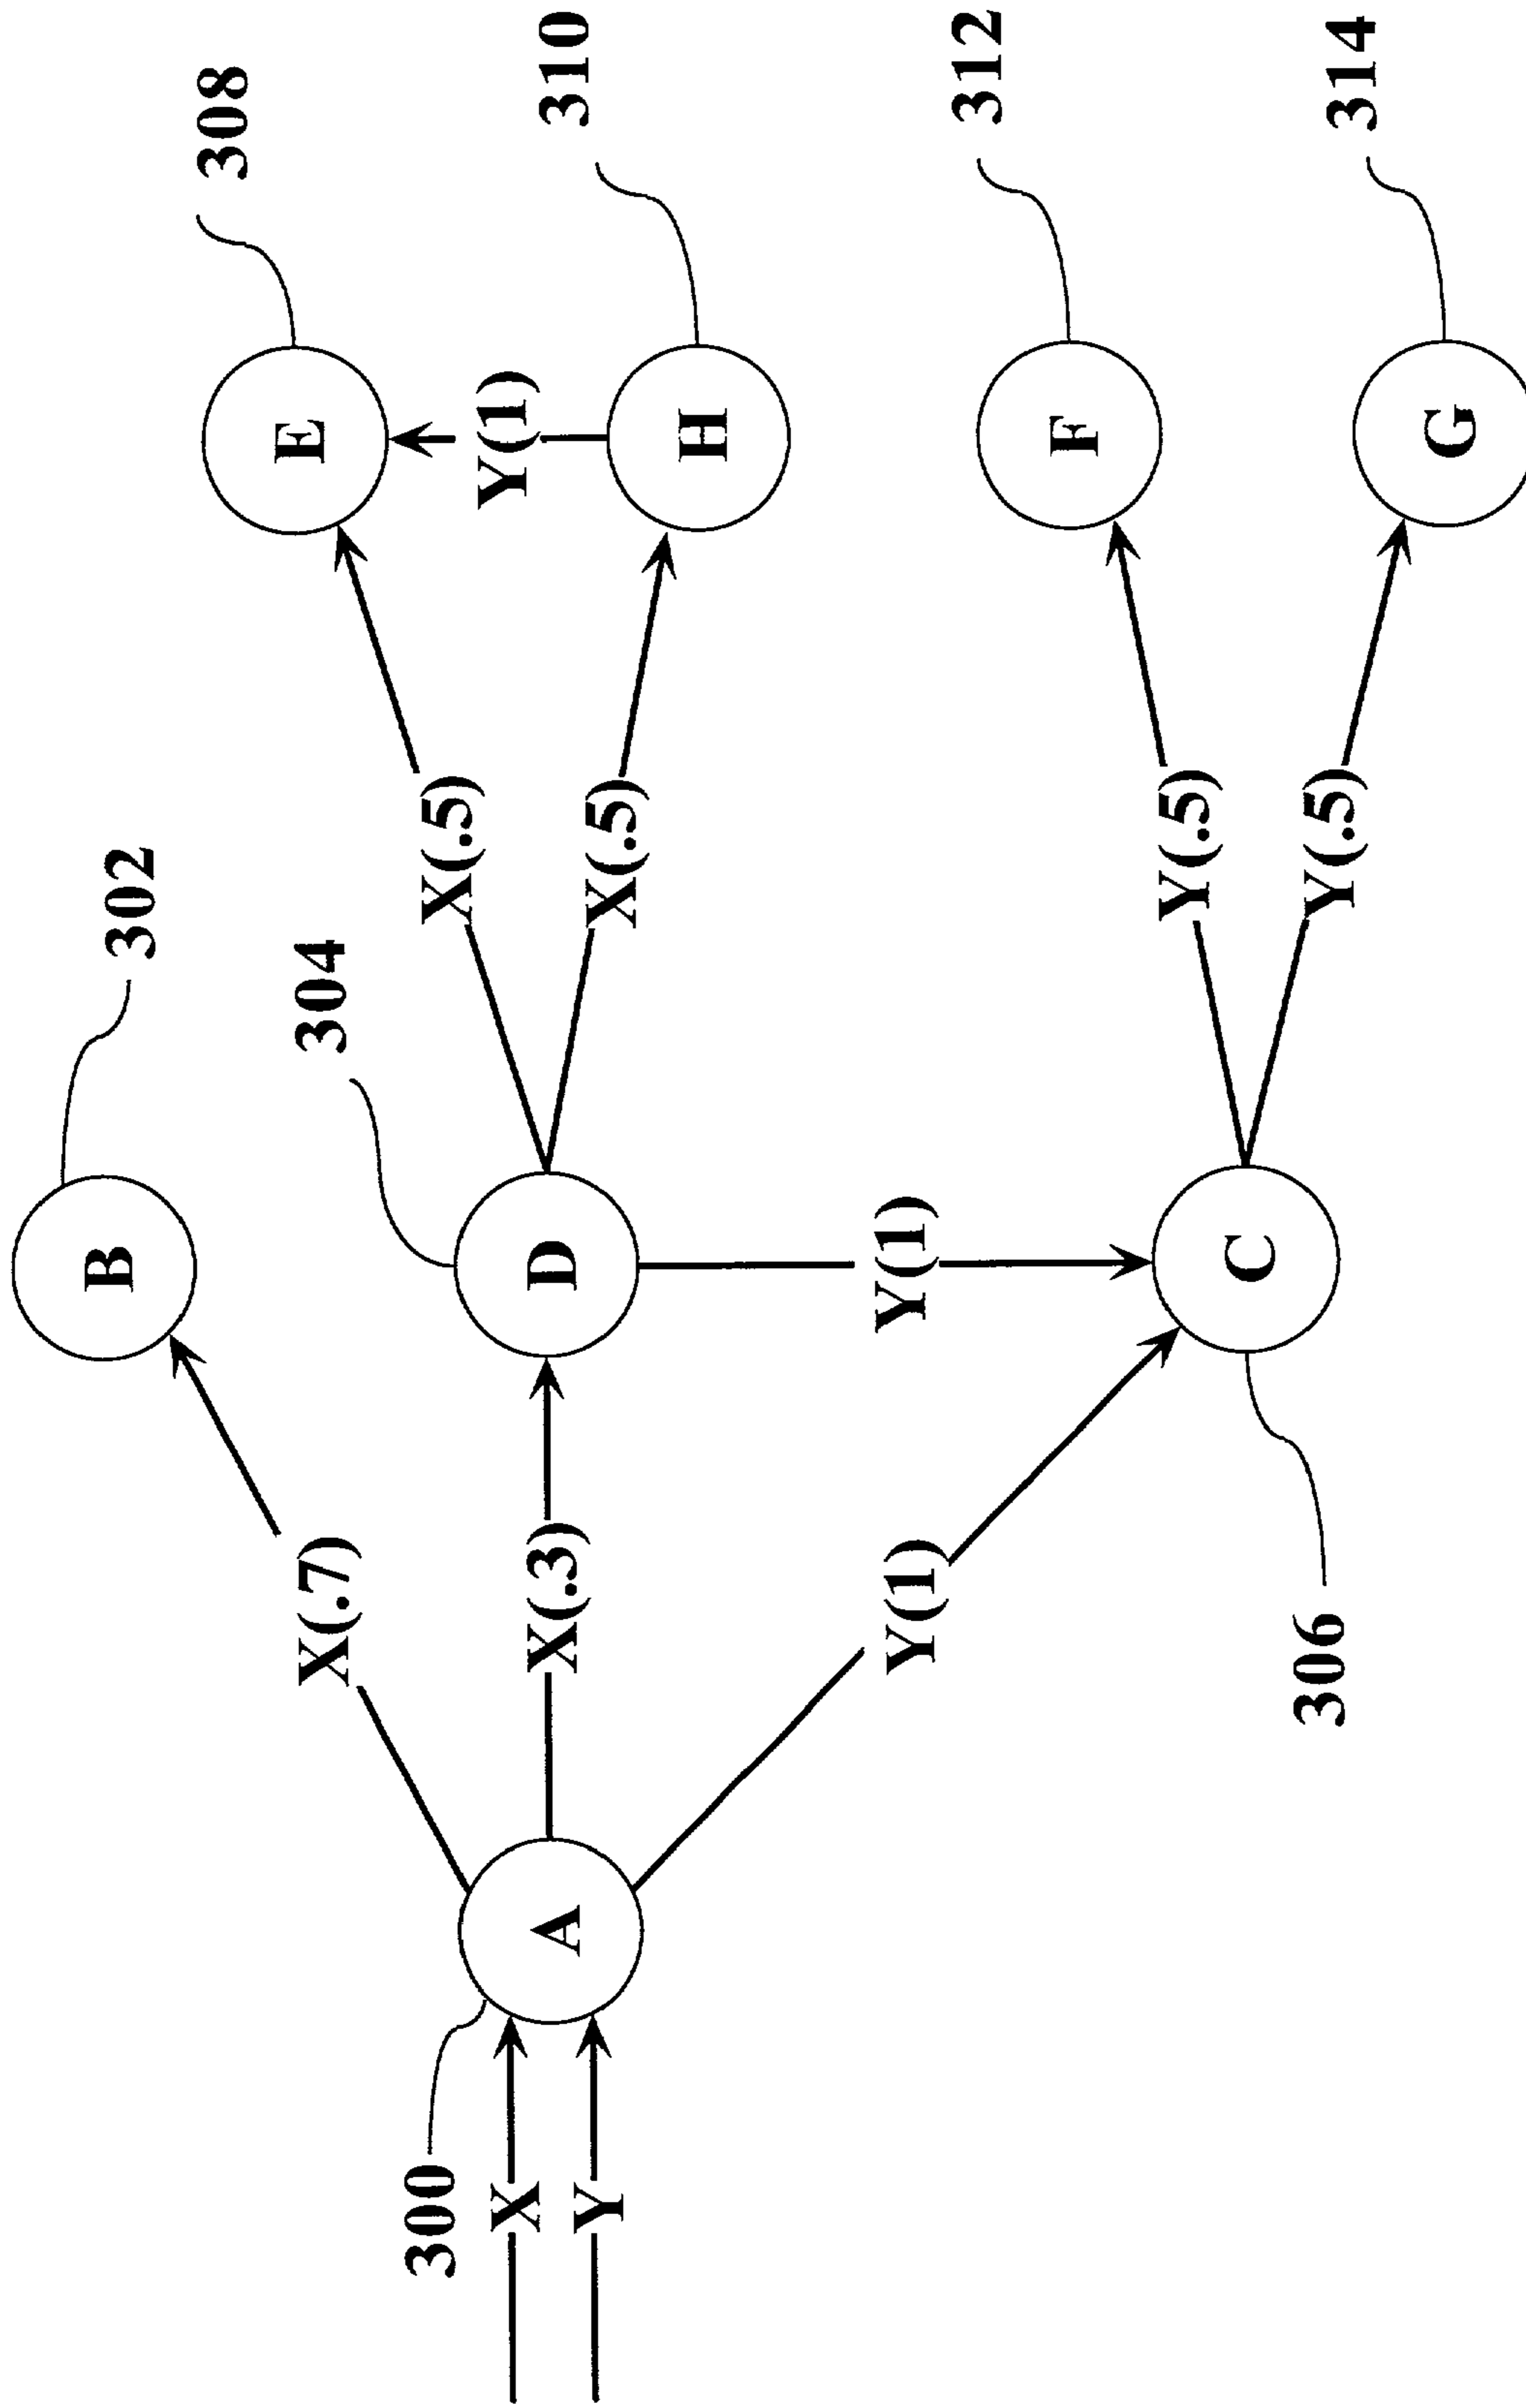 308
310
312
314
E
Y(1)
H
F
G
302
304
X(.5)
X(.5)
Y(.5)
Y(.5)
B
D
Y(1)
C
X(.7)
X(.3)
Y(1)
306
A
300
X
Y